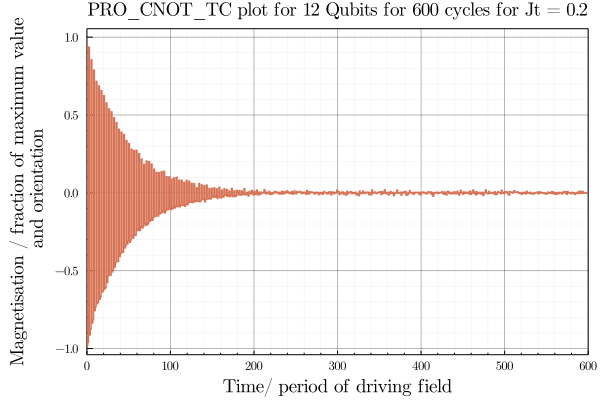 PRO_CNOT_TC plot for 12 Qubits for 600 cycles for Jt = 0.2
Magnetisation / fraction of maximum value
and orientation
1.0
0.5
0.0
−0.5
−1.0
0 100 200 300 400 500 600
Time/ period of driving field